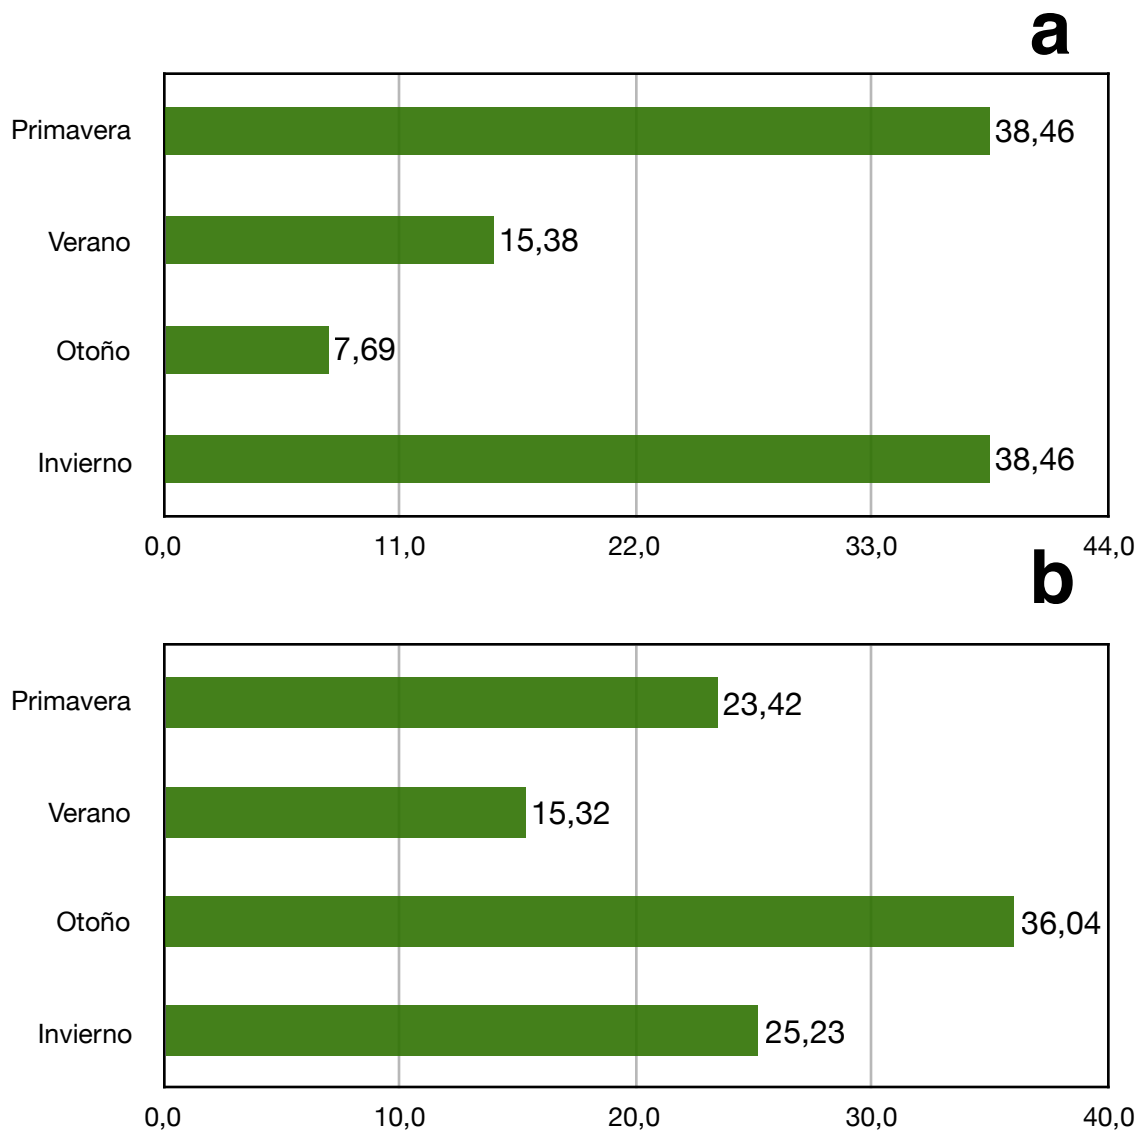 a
Primavera 38,46
Verano 15,38
Otoño 7,69
Invierno 38,46
0,0 11,0 22,0 33,0 44,0
b
Primavera 23,42
Verano 15,32
Otoño 36,04
Invierno 25,23
0,0 10,0 20,0 30,0 40,0